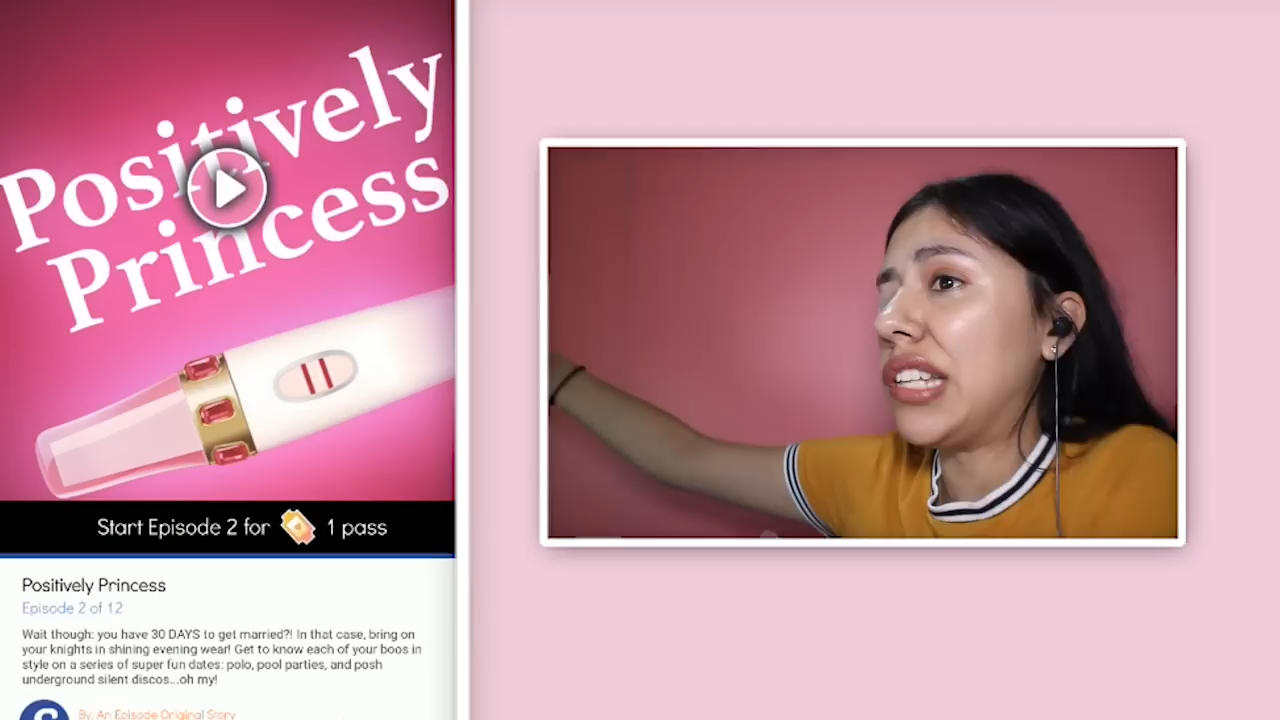 Positively
Princess
Start Episode 2 for 1 pass
Positively Princess
Episode 2 of 12
Wait though: you have 30 DAYS to get married?! In that case, bring on
your knights in shining evening wear! Get to know each of your boos in
style on a series of super fun dates: polo, pool parties, and posh
underground silent discos...oh my!
By: An Episode Original Story